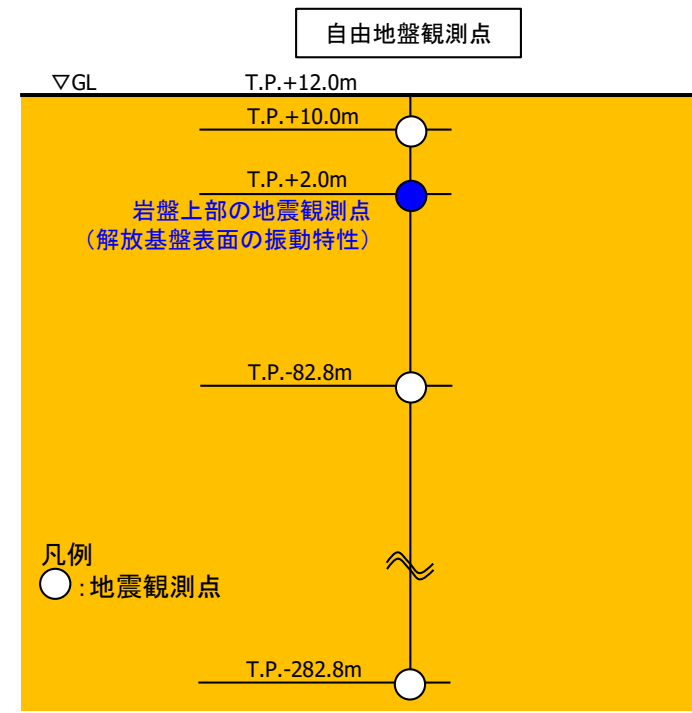 自由地盤観測点
▽GL
T.P.+12.0m
T.P.+10.0m
T.P.+2.0m
岩盤上部の地震観測点
（解放基盤表面の振動特性）
T.P.-82.8m
凡例
○：地震観測点
T.P.-282.8m